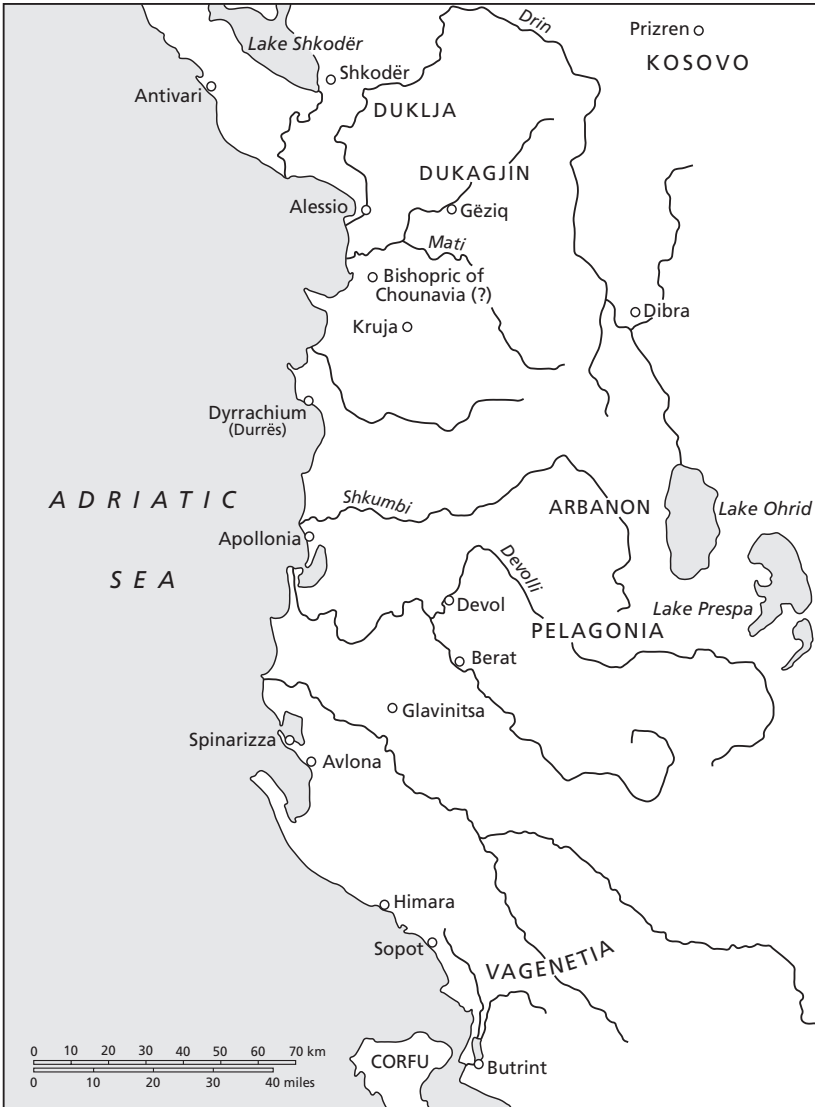 Drin
Prizren
Lake Shkodër
KOSOVO
Shkodër
Antivari
DUKLJA
DUKAGJIN
Alessio
Gëziq
Mati
Bishopric of
Chounavia (?)
Dibra
Kruja
Dyrrachium
(Durrës)
ADRIATIC
SEA
Shkumbi
ARBANON
Lake Ohrid
Apollonia
Devolli
Devol
Lake Prespa
PELAGONIA
Berat
Glavinitsa
Spinarizza
Avlona
Himara
Sopot
VAGENETIA
0 10 20 30 40 50 60 70 km
0 10 20 30 40 miles
CORFU
Butrint